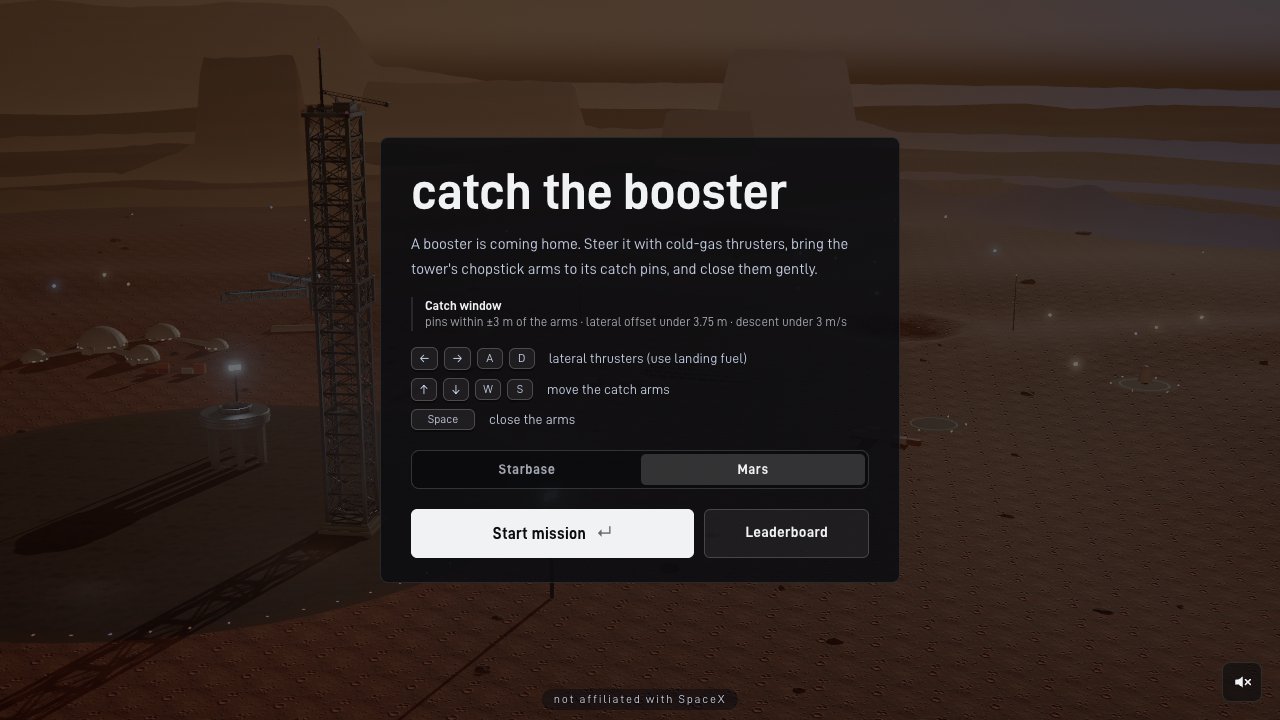 catch the booster
A booster is coming home. Steer it with cold-gas thrusters, bring the
tower's chopstick arms to its catch pins, and close them gently.
Catch window
pins within ±3 m of the arms · lateral offset under 3.75 m · descent under 3 m/s
← → A D lateral thrusters (use landing fuel)
↑ ↓ W S move the catch arms
Space close the arms
Starbase Mars
Start mission ↵ Leaderboard
not affiliated with SpaceX